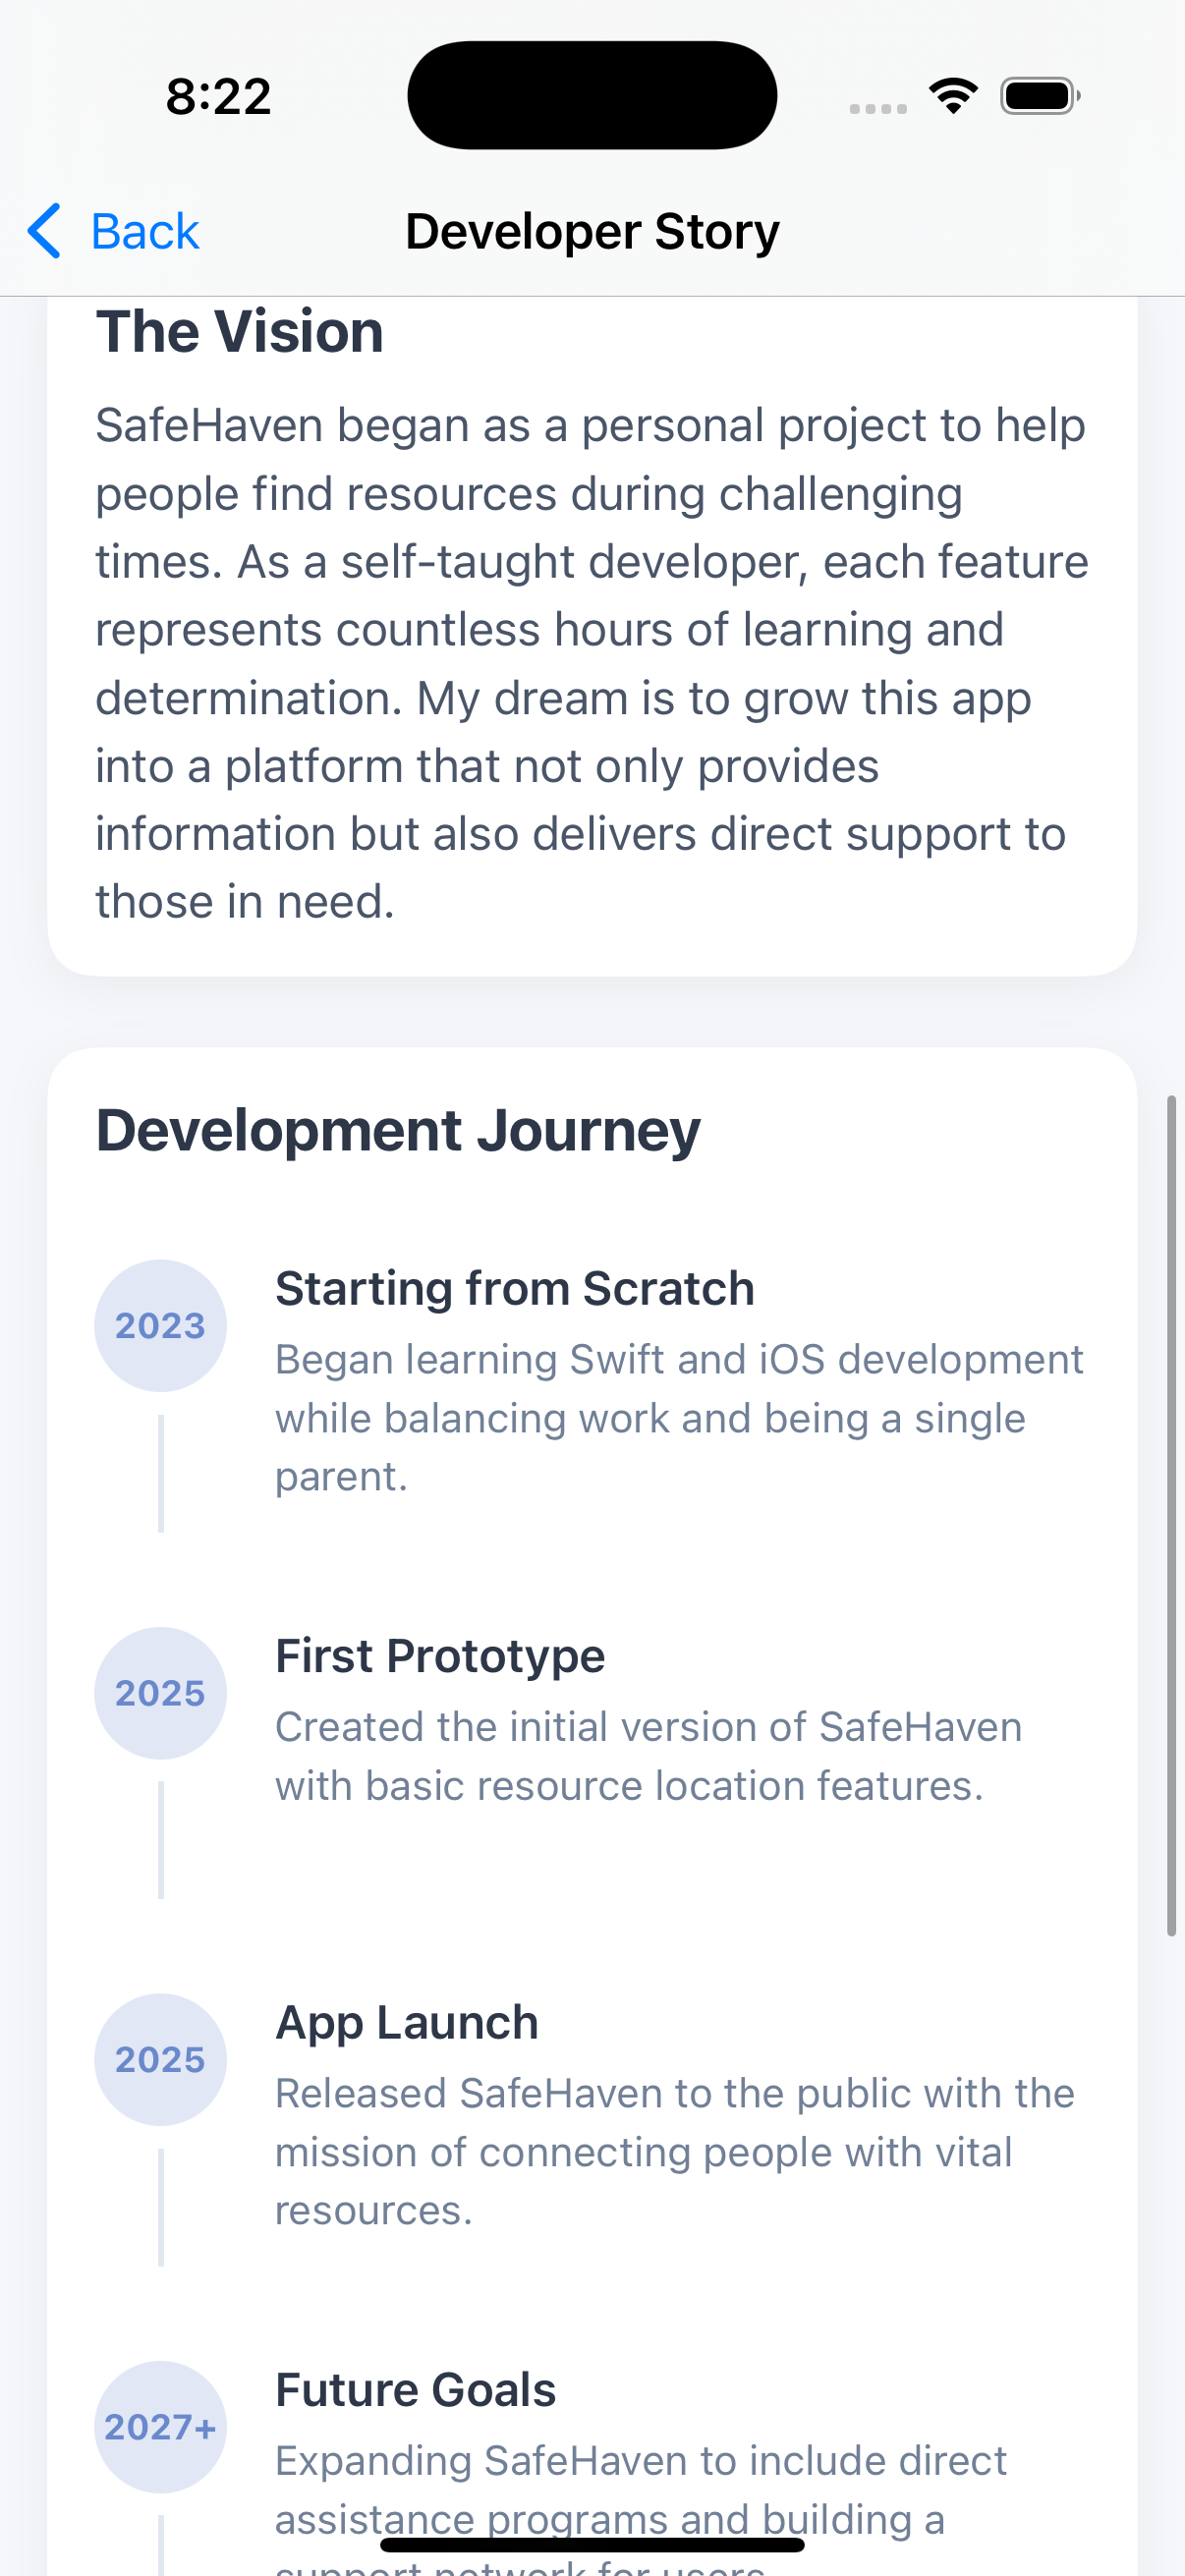 8:22
Back
Developer Story
The Vision
SafeHaven began as a personal project to help
people find resources during challenging
times. As a self-taught developer, each feature
represents countless hours of learning and
determination. My dream is to grow this app
into a platform that not only provides
information but also delivers direct support to
those in need.
Development Journey
2023
Starting from Scratch
Began learning Swift and iOS development
while balancing work and being a single
parent.
2025
First Prototype
Created the initial version of SafeHaven
with basic resource location features.
2025
App Launch
Released SafeHaven to the public with the
mission of connecting people with vital
resources.
2027+
Future Goals
Expanding SafeHaven to include direct
assistance programs and building a
support network for users